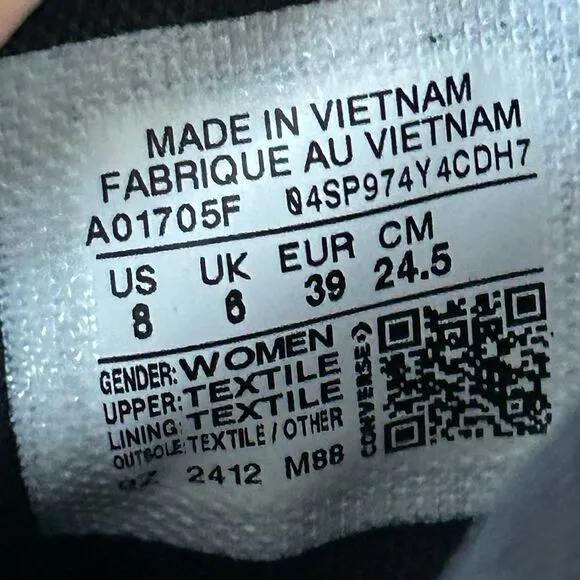 MADE IN VIETNAM
FABRIQUE AU VIETNAM
A01705F 04SP974Y4CDH7
US UK EUR CM
8 6 39 24.5
GENDER: WOMEN
UPPER: TEXTILE
LINING: TEXTILE
OUTSOLE: TEXTILE / OTHER
2412 M88
CONVERSE